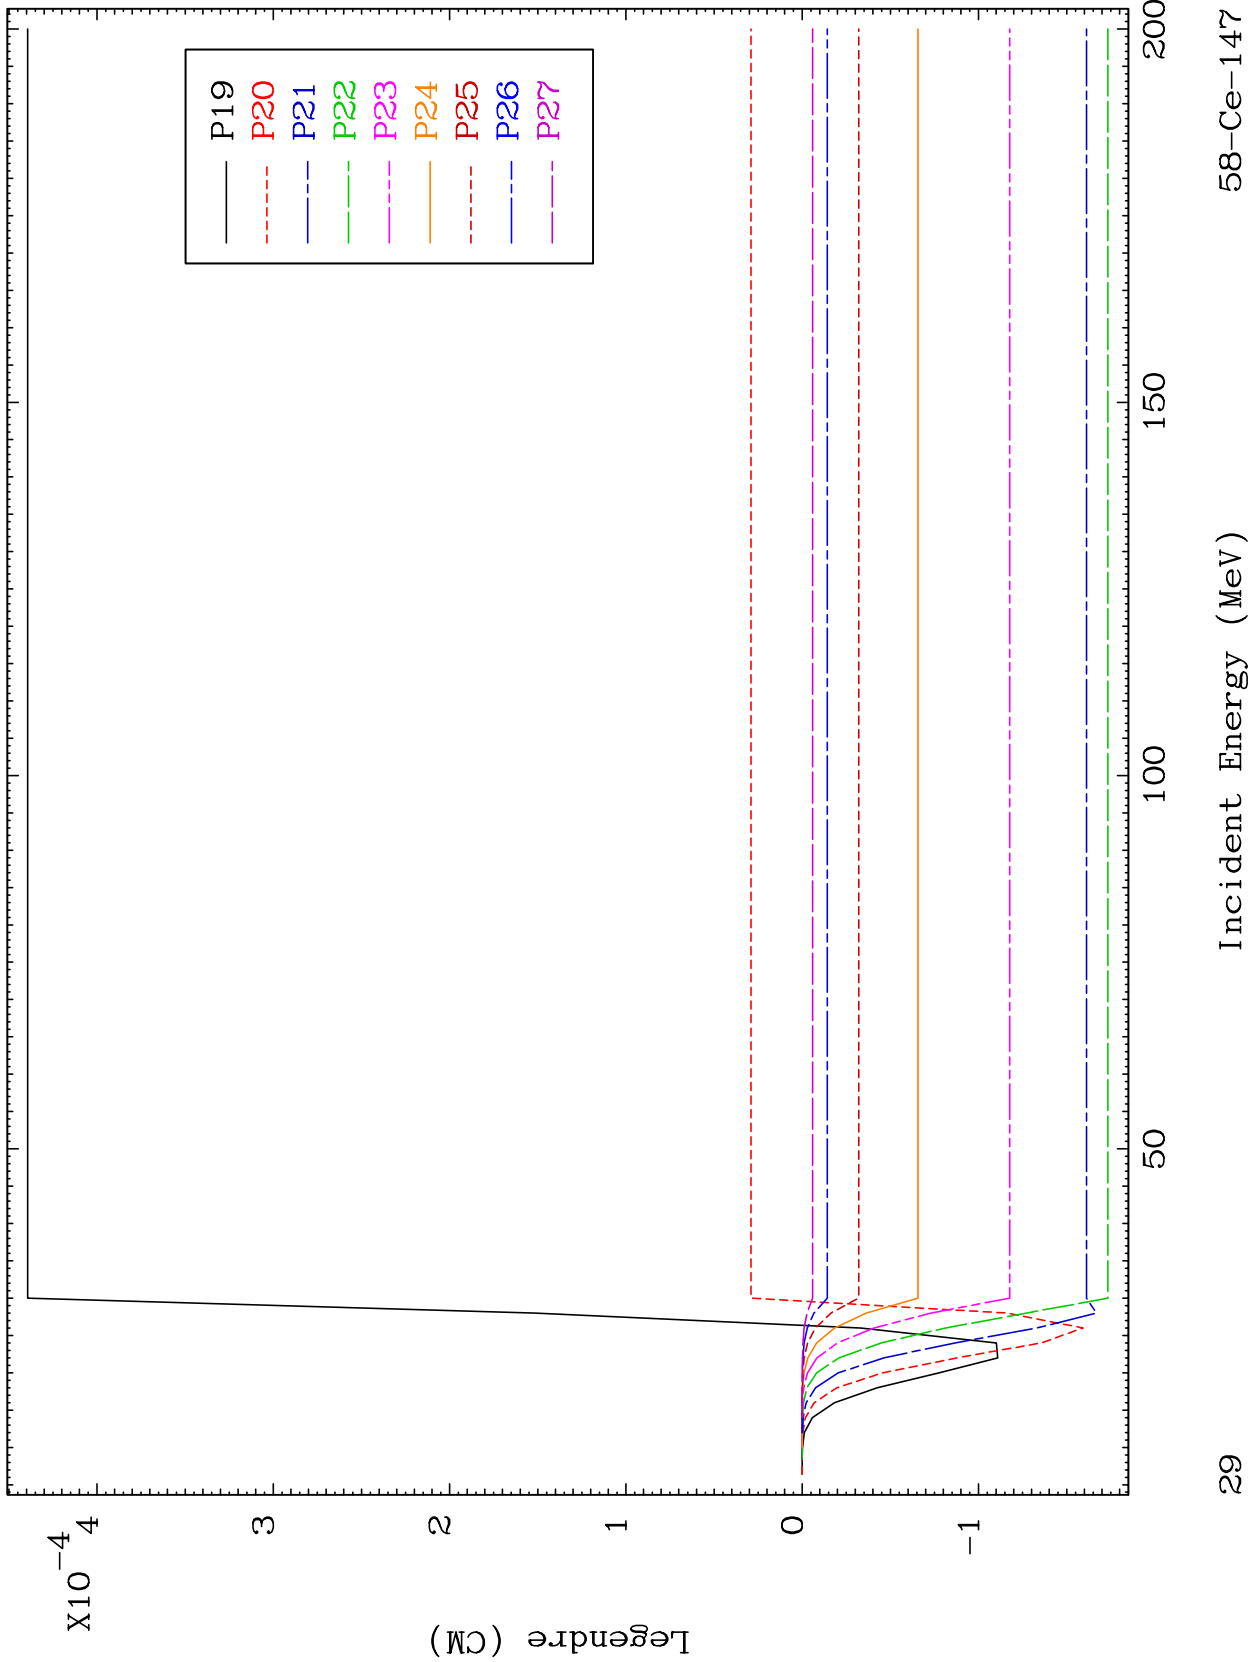 X10⁻⁴
4
3
2
1
0
−1
Legendre (CM)
P19
P20
P21
P22
P23
P24
P25
P26
P27
50
100
150
200
Incident Energy (MeV)
29
58−Ce−147